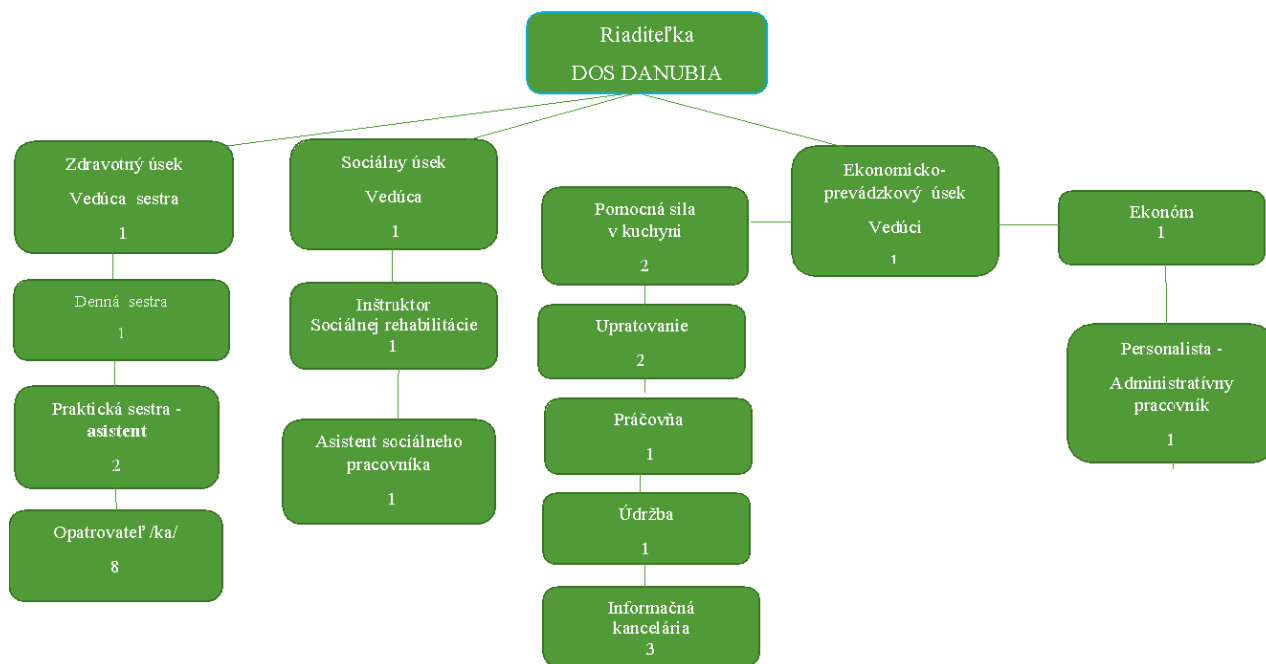 Riaditeľka
DOS DANUBIA
Zdravotný úsek
Vedúca sestra
1
Denná sestra
1
Praktická sestra -
asistent
2
Opatrovateľ /ka/
8
Sociálny úsek
Vedúca
1
Inštruktor
Sociálnej rehabilitácie
1
Asistent sociálneho
pracovníka
1
Ekonomicko-
prevádzkový úsek
Vedúci
1
Pomocná sila
v kuchyni
2
Upratovanie
2
Práčovňa
1
Údržba
1
Informačná
kancelária
3
Ekonóm
1
Personalista -
Administratívny
pracovník
1